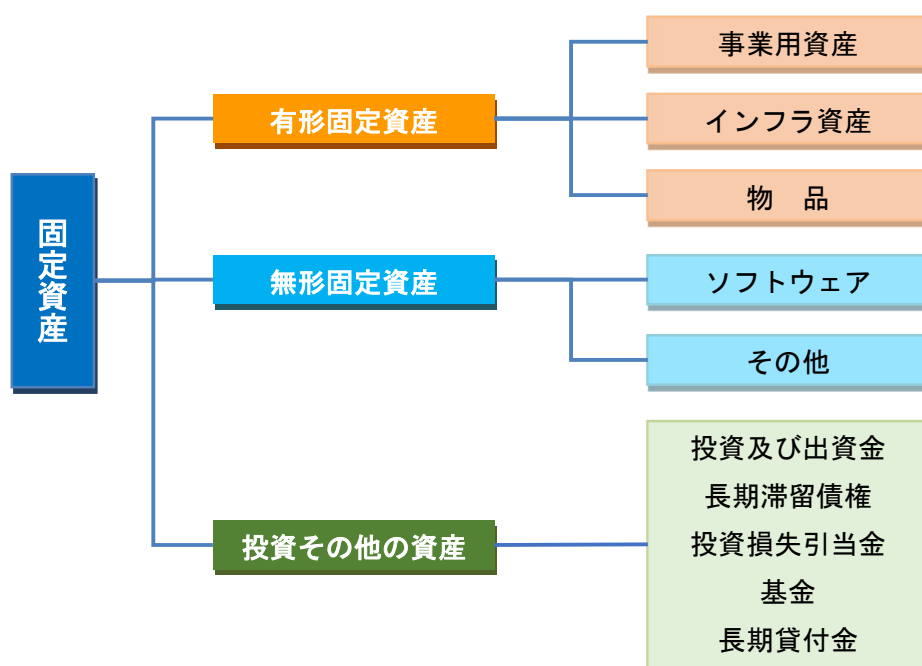 固定資産
有形固定資産
事業用資産
インフラ資産
物　品
無形固定資産
ソフトウェア
その他
投資その他の資産
投資及び出資金
長期滞留債権
投資損失引当金
基金
長期貸付金